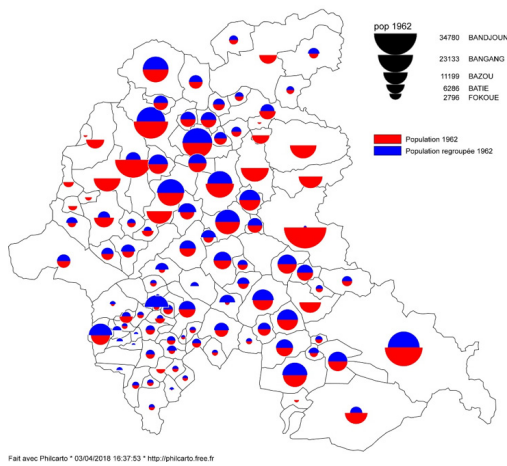 pop 1962
34780 BANDJOUN
23133 BANGANG
11199 BAZOU
6286 BATIE
2796 FOKOUE
Population 1962
Population regroupée 1962
Fait avec Philcarto * 03/04/2018 16:37:53 * http://philcarto.free.fr